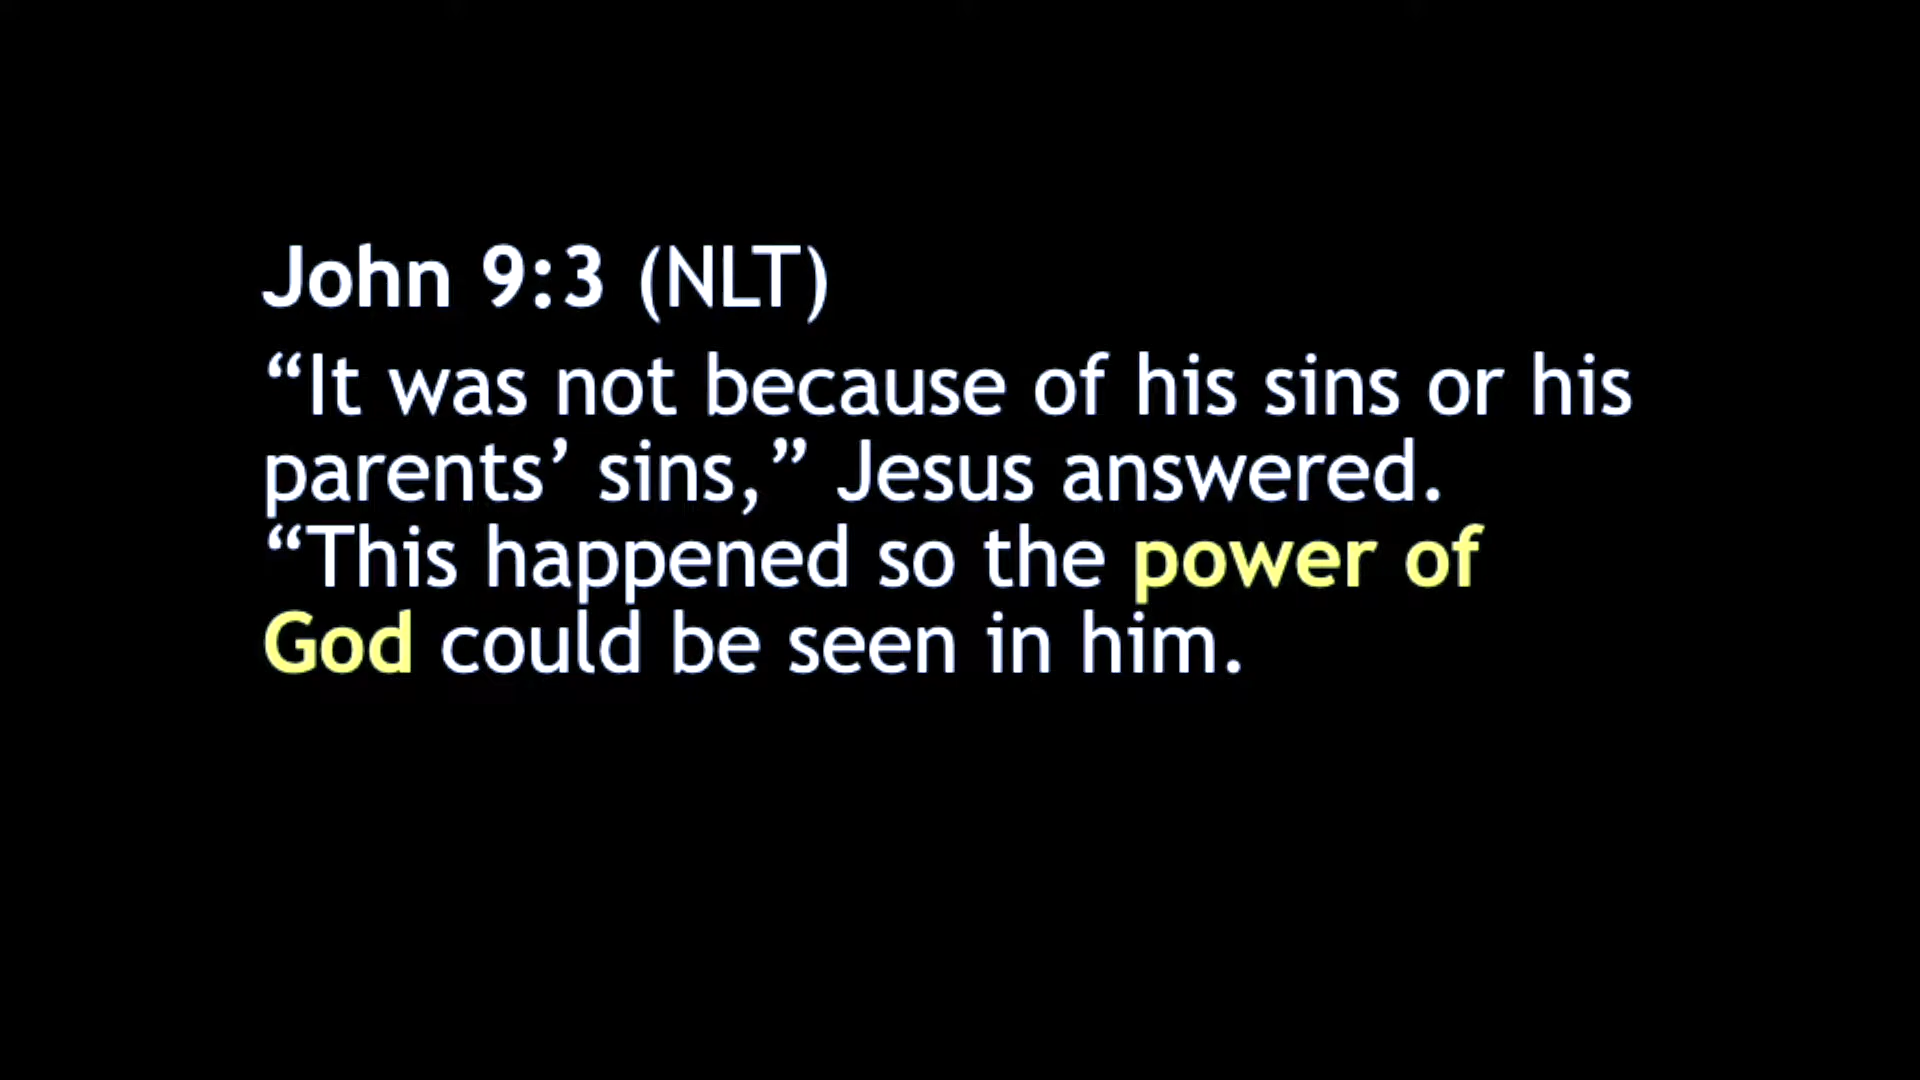 John 9:3 (NLT)
“It was not because of his sins or his
parents’ sins,” Jesus answered.
“This happened so the power of
God could be seen in him.